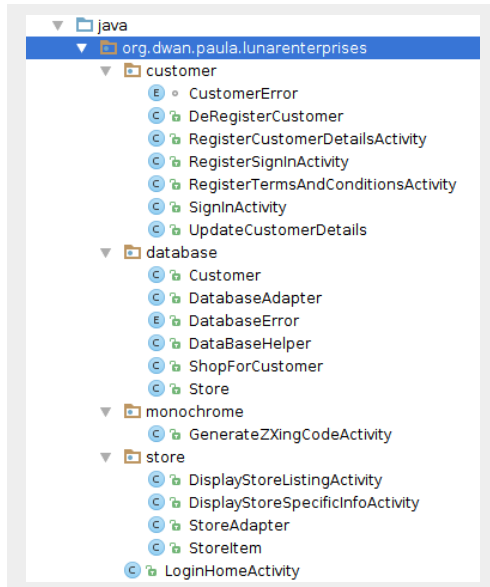 java
org.dwan.paula.lunarenterprises
customer
E CustomerError
C DeRegisterCustomer
C RegisterCustomerDetailsActivity
C RegisterSignInActivity
C RegisterTermsAndConditionsActivity
C SignInActivity
C UpdateCustomerDetails
database
C Customer
C DatabaseAdapter
E DatabaseError
C DataBaseHelper
C ShopForCustomer
C Store
monochrome
C GenerateZXingCodeActivity
store
C DisplayStoreListingActivity
C DisplayStoreSpecificInfoActivity
C StoreAdapter
C StoreItem
C LoginHomeActivity